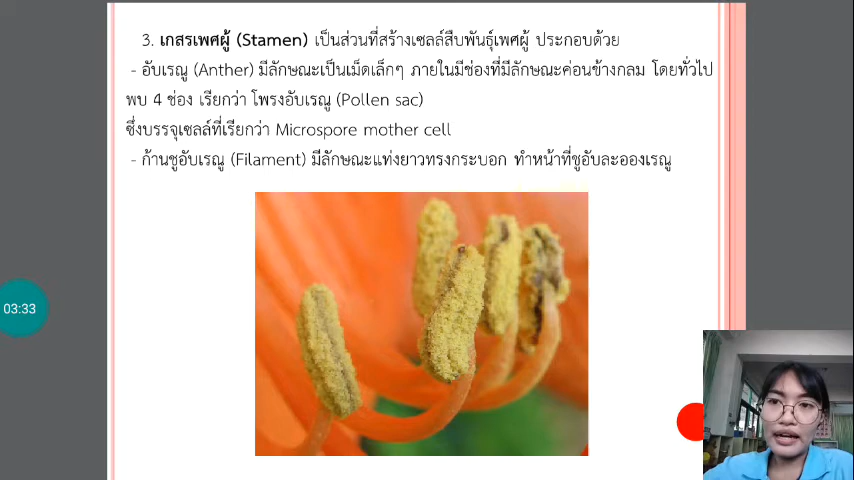 3. เกสรเพศผู้ (Stamen) เป็นส่วนที่สร้างเซลล์สืบพันธุ์เพศผู้ ประกอบด้วย
- อับเรณู (Anther) มีลักษณะเป็นเม็ดเล็กๆ ภายในมีช่องที่มีลักษณะค่อนข้างกลม โดยทั่วไป
พบ 4 ช่อง เรียกว่า โพรงอับเรณู (Pollen sac)
ซึ่งบรรจุเซลล์ที่เรียกว่า Microspore mother cell
- ก้านชูอับเรณู (Filament) มีลักษณะแท่งยาวทรงกระบอก ทำหน้าที่ชูอับละอองเรณู
03:33